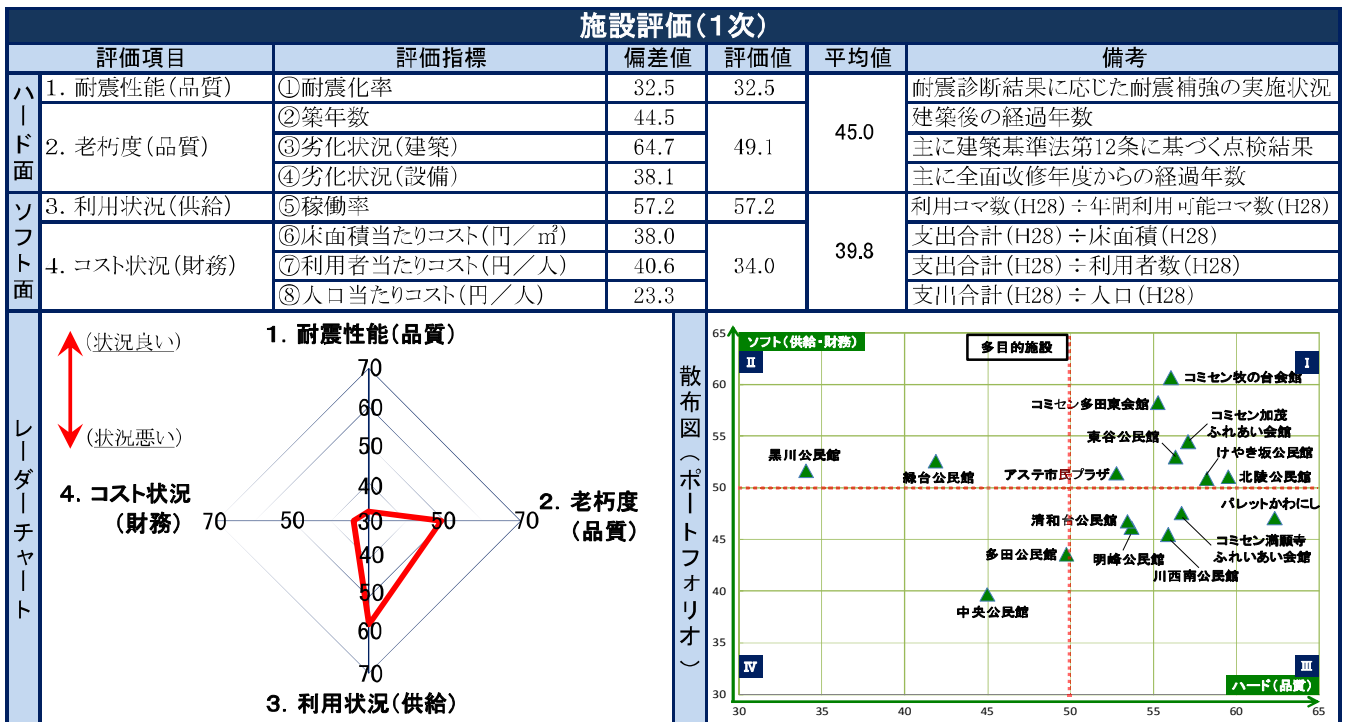 施設評価(1次)
評価項目 評価指標 偏差値 評価値 平均値 備考
ハード面
1. 耐震性能(品質) ①耐震化率 32.5 32.5 45.0 耐震診断結果に応じた耐震補強の実施状況
2. 老朽度(品質) ②築年数 44.5 49.1 建築後の経過年数
③劣化状況(建築) 64.7 主に建築基準法第12条に基づく点検結果
④劣化状況(設備) 38.1 主に全面改修年度からの経過年数
ソフト面
3. 利用状況(供給) ⑤稼働率 57.2 57.2 39.8 利用コマ数(H28)÷年間利用可能コマ数(H28)
4. コスト状況(財務) ⑥床面積当たりコスト(円/㎡) 38.0 34.0 支出合計(H28)÷床面積(H28)
⑦利用者当たりコスト(円/人) 40.6 支出合計(H28)÷利用者数(H28)
⑧人口当たりコスト(円/人) 23.3 支出合計(H28)÷人口(H28)
レーダーチャート
(状況良い)
(状況悪い)
1. 耐震性能(品質)
70
60
50
40
4. コスト状況
(財務)
70 50 30 50 70
2. 老朽度
(品質)
40
50
60
70
3. 利用状況(供給)
散布図(ポートフォリオ)
65
60
55
50
45
40
35
30
ソフト(供給・財務)
多目的施設
II
I
コミセン牧の台会館
コミセン多田東会館
コミセン加茂
ふれあい会館
東谷公民館
けやき坂公民館
黒川公民館
緑台公民館
アステ市民プラザ
北陵公民館
パレットかわにし
清和台公民館
コミセン満願寺
ふれいあい会館
多田公民館
明峰公民館
川西南公民館
中央公民館
IV
III
ハード(品質)
30 35 40 45 50 55 60 65